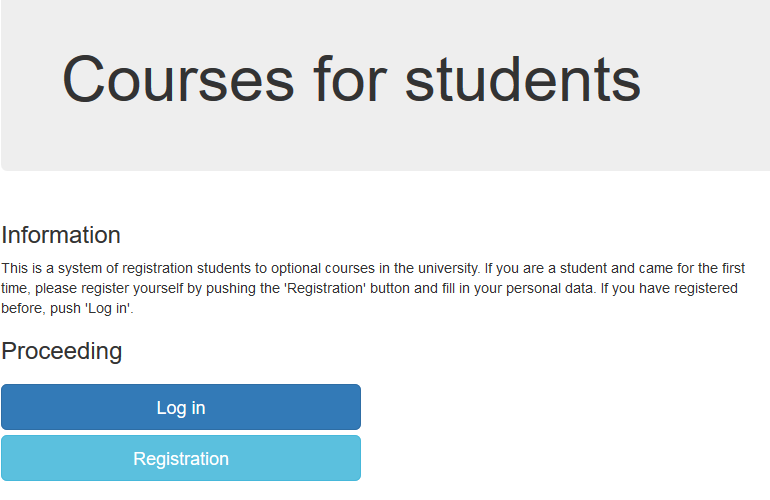 Courses for students
Information
This is a system of registration students to optional courses in the university. If you are a student and came for the first
time, please register yourself by pushing the 'Registration' button and fill in your personal data. If you have registered
before, push 'Log in'.
Proceeding
Log in
Registration